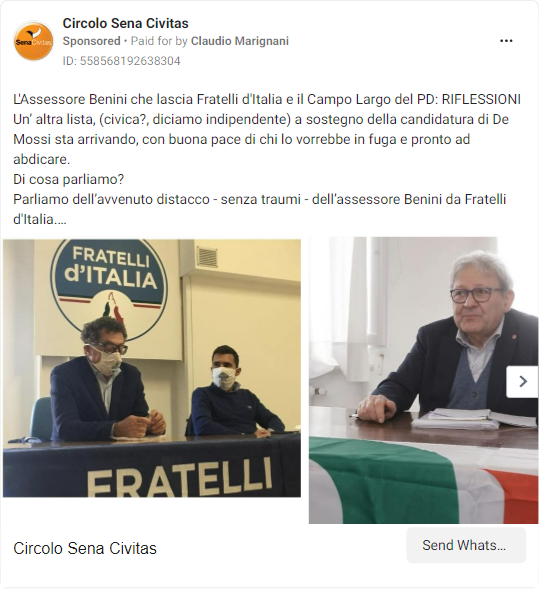 Circolo Sena Civitas
Sponsored • Paid for by Claudio Marignani
ID: 558568192638304
SenaCivitas
L'Assessore Benini che lascia Fratelli d'Italia e il Campo Largo del PD: RIFLESSIONI
Un' altra lista, (civica?, diciamo indipendente) a sostegno della candidatura di De
Mossi sta arrivando, con buona pace di chi lo vorrebbe in fuga e pronto ad
abdicare.
Di cosa parliamo?
Parliamo dell'avvenuto distacco - senza traumi - dell'assessore Benini da Fratelli
d'Italia....
FRATELLI
d'ITALIA
FRATELLI
Circolo Sena Civitas
Send Whats...